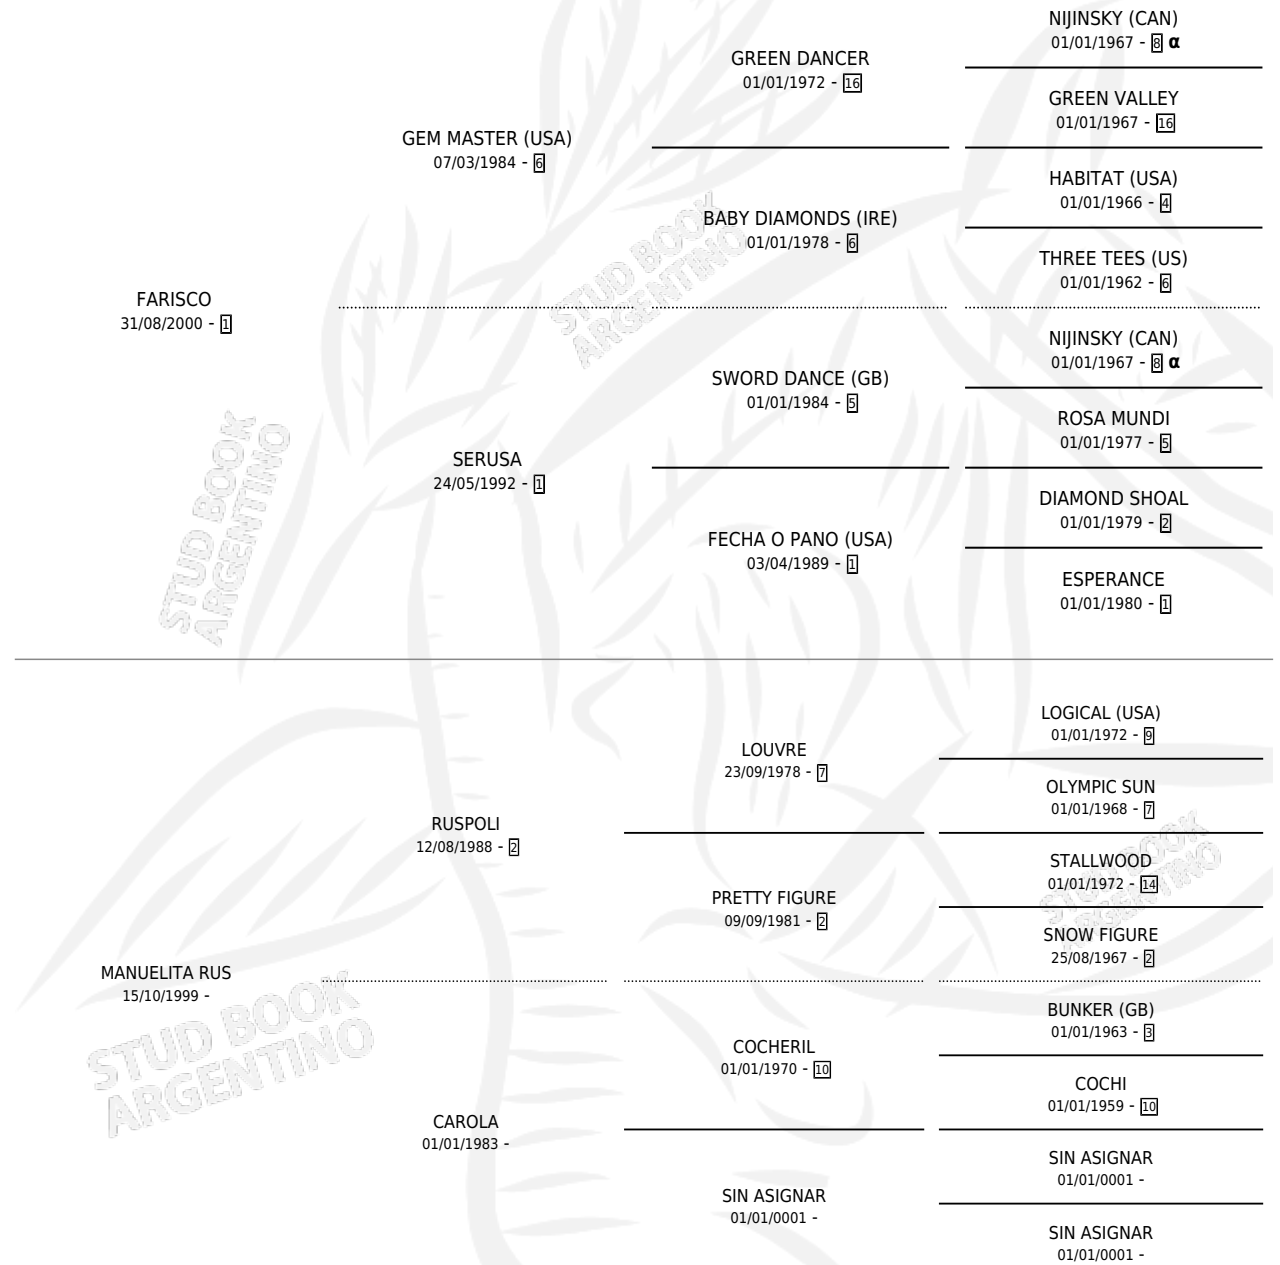 NIJINSKY (CAN)
01/01/1967 - 8 α
GREEN DANCER
01/01/1972 - 16
GREEN VALLEY
01/01/1967 - 16
GEM MASTER (USA)
07/03/1984 - 6
HABITAT (USA)
01/01/1966 - 4
BABY DIAMONDS (IRE)
01/01/1978 - 6
THREE TEES (US)
01/01/1962 - 6
FARISCO
31/08/2000 - 1
NIJINSKY (CAN)
01/01/1967 - 8 α
SWORD DANCE (GB)
01/01/1984 - 5
ROSA MUNDI
01/01/1977 - 5
SERUSA
24/05/1992 - 1
DIAMOND SHOAL
01/01/1979 - 2
FECHA O PANO (USA)
03/04/1989 - 1
ESPERANCE
01/01/1980 - 1
LOGICAL (USA)
01/01/1972 - 9
LOUVRE
23/09/1978 - 7
OLYMPIC SUN
01/01/1968 - 7
RUSPOLI
12/08/1988 - 2
STALLWOOD
01/01/1972 - 14
PRETTY FIGURE
09/09/1981 - 2
SNOW FIGURE
25/08/1967 - 2
MANUELITA RUS
15/10/1999 -
BUNKER (GB)
01/01/1963 - 3
COCHERIL
01/01/1970 - 10
COCHI
01/01/1959 - 10
CAROLA
01/01/1983 -
SIN ASIGNAR
01/01/0001 -
SIN ASIGNAR
01/01/0001 -
SIN ASIGNAR
01/01/0001 -
STUD BOOK
ARGENTINO
STUD BOOK
ARGENTINO
STUD BOOK
ARGENTINO
STUD BOOK
ARGENTINO